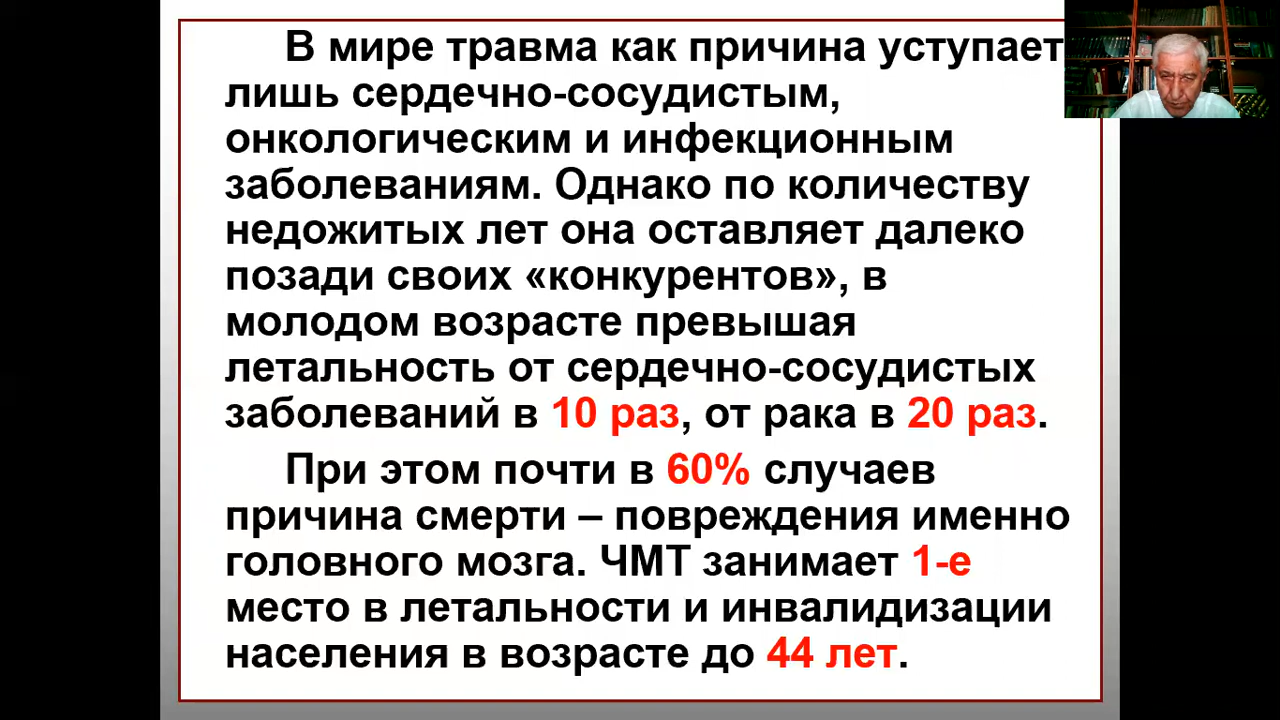 В мире травма как причина уступает
лишь сердечно-сосудистым,
онкологическим и инфекционным
заболеваниям. Однако по количеству
недожитых лет она оставляет далеко
позади своих «конкурентов», в
молодом возрасте превышая
летальность от сердечно-сосудистых
заболеваний в 10 раз, от рака в 20 раз.
При этом почти в 60% случаев
причина смерти – повреждения именно
головного мозга. ЧМТ занимает 1-е
место в летальности и инвалидизации
населения в возрасте до 44 лет.